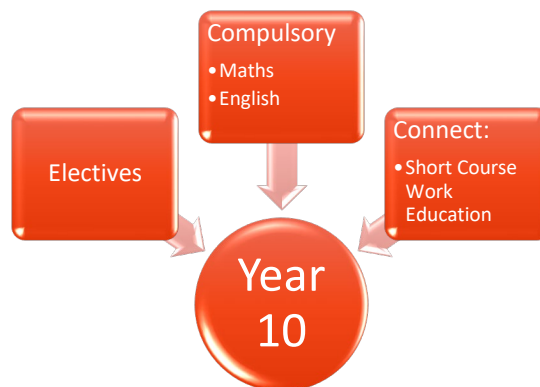 Compulsory
•Maths
•English
Electives
Connect:
•Short Course
Work
Education
Year
10